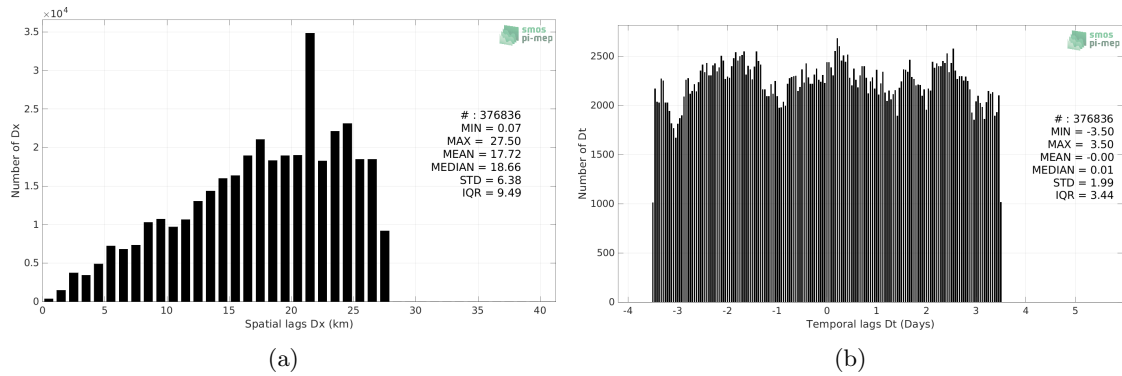 ×10⁴
3.5
3
2.5
2
1.5
1
0.5
0
Number of Dx
0 5 10 15 20 25 30 35 40
Spatial lags Dx (km)
smos
pi-mep
# : 376836
MIN = 0.07
MAX = 27.50
MEAN = 17.72
MEDIAN = 18.66
STD = 6.38
IQR = 9.49
(a)
2500
2000
1500
1000
500
0
Number of Dt
-4 -3 -2 -1 0 1 2 3 4 5
Temporal lags Dt (Days)
smos
pi-mep
# : 376836
MIN = -3.50
MAX = 3.50
MEAN = -0.00
MEDIAN = 0.01
STD = 1.99
IQR = 3.44
(b)